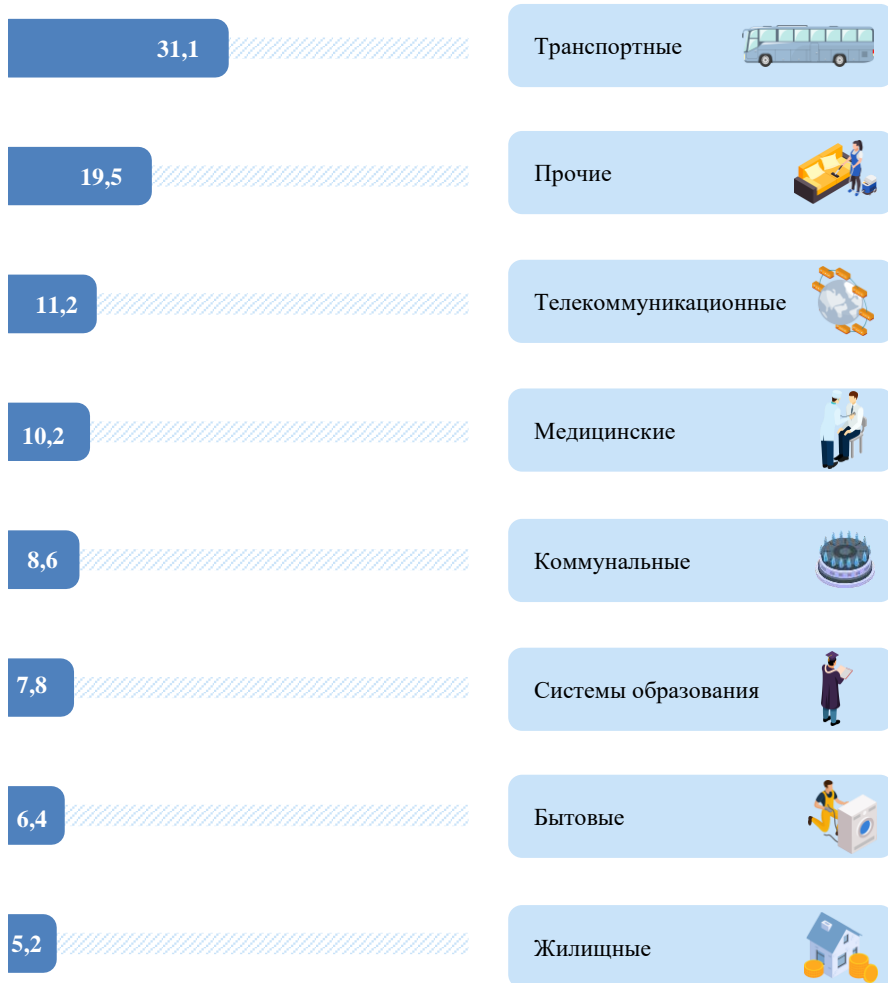 31,1
Транспортные
19,5
Прочие
11,2
Телекоммуникационные
10,2
Медицинские
8,6
Коммунальные
7,8
Системы образования
6,4
Бытовые
5,2
Жилищные